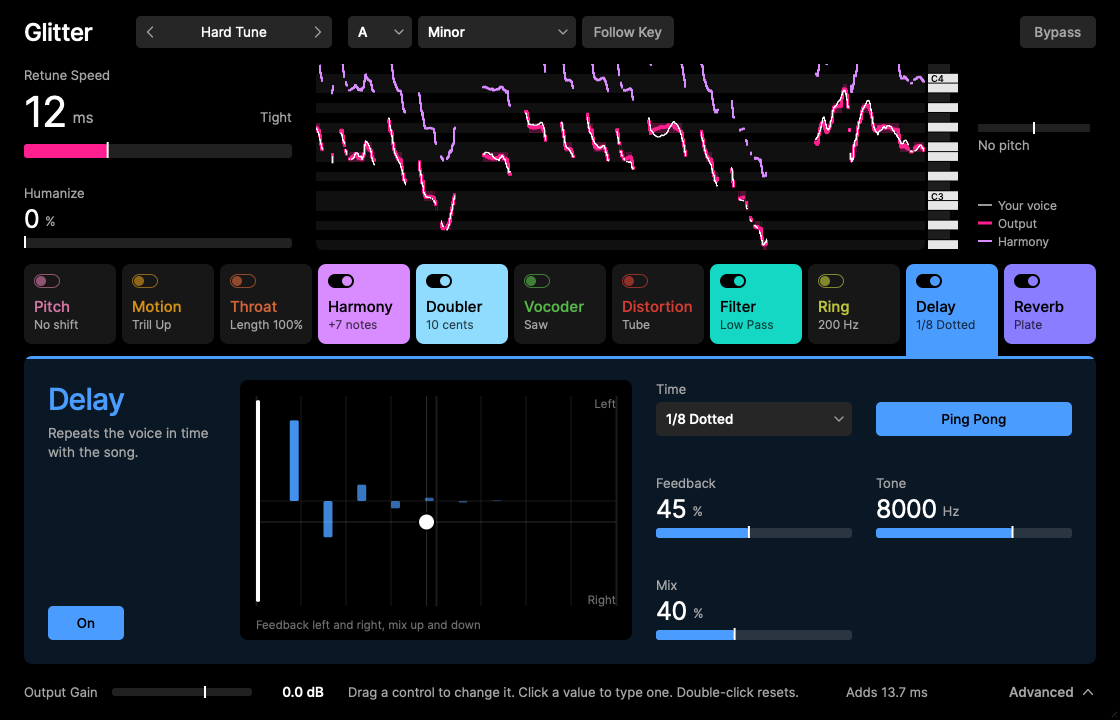 Glitter
Hard Tune
A
Minor
Follow Key
Bypass
Retune Speed
12 ms
Tight
Humanize
0 %
C4
C3
No pitch
Your voice
Output
Harmony
Pitch
No shift
Motion
Trill Up
Throat
Length 100%
Harmony
+7 notes
Doubler
10 cents
Vocoder
Saw
Distortion
Tube
Filter
Low Pass
Ring
200 Hz
Delay
1/8 Dotted
Reverb
Plate
Delay
Repeats the voice in time
with the song.
On
Left
Right
Feedback left and right, mix up and down
Time
1/8 Dotted
Ping Pong
Feedback
45 %
Tone
8000 Hz
Mix
40 %
Output Gain
0.0 dB
Drag a control to change it. Click a value to type one. Double-click resets.
Adds 13.7 ms
Advanced